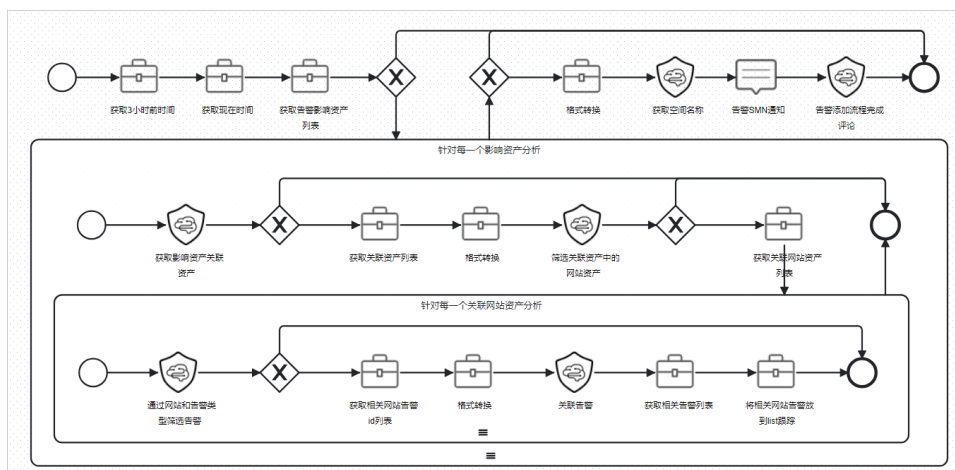 获取3小时前时间
获取现在时间
获取告警影响资产
列表
格式转换
获取空间名称
告警SMN通知
告警添加流程完成
评论
针对每一个影响资产分析
获取影响资产关联
资产
获取关联资产列表
格式转换
筛选关联资产中的
网站资产
获取关联网站资产
列表
针对每一个关联网站资产分析
通过网站和告警类
型筛选告警
获取相关网站告警
id列表
格式转换
关联告警
获取相关告警列表
将相关网站告警放
到list跟踪